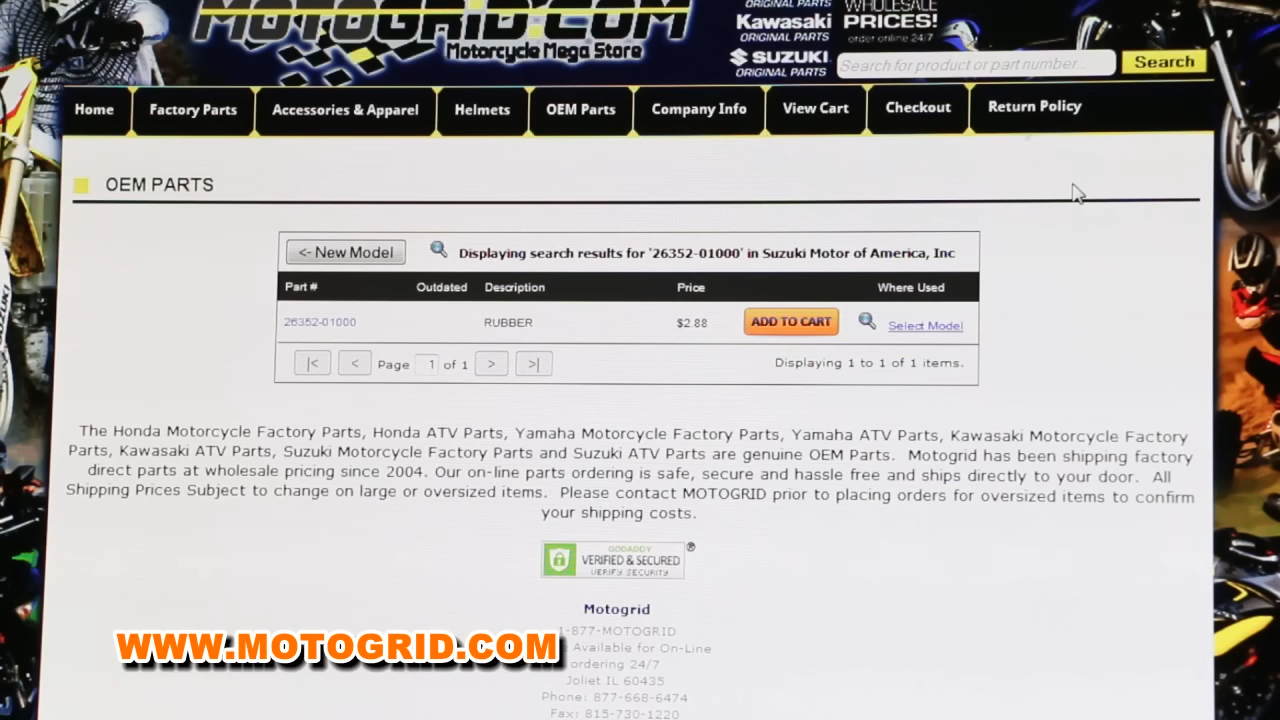 MOTOGRID.COM
Motorcycle Mega Store
ORIGINAL PARTS
Kawasaki
ORIGINAL PARTS
SUZUKI
ORIGINAL PARTS
WHOLESALE
PRICES!
order online 24/7
Search for product or part number...
Search
Home
Factory Parts
Accessories & Apparel
Helmets
OEM Parts
Company Info
View Cart
Checkout
Return Policy
OEM PARTS
<- New Model
Displaying search results for '26352-01000' in Suzuki Motor of America, Inc
Part # Outdated Description Price Where Used
26352-01000 RUBBER $2.88 ADD TO CART Select Model
|< < Page 1 of 1 > >| Displaying 1 to 1 of 1 items.
The Honda Motorcycle Factory Parts, Honda ATV Parts, Yamaha Motorcycle Factory Parts, Yamaha ATV Parts, Kawasaki Motorcycle Factory
Parts, Kawasaki ATV Parts, Suzuki Motorcycle Factory Parts and Suzuki ATV Parts are genuine OEM Parts. Motogrid has been shipping factory
direct parts at wholesale pricing since 2004. Our on-line parts ordering is safe, secure and hassle free and ships directly to your door. All
Shipping Prices Subject to change on large or oversized items. Please contact MOTOGRID prior to placing orders for oversized items to confirm
your shipping costs.
GODADDY
VERIFIED & SECURED
VERIFY SECURITY
®
Motogrid
1-877-MOTOGRID
Available for On-Line
ordering 24/7
Joliet IL 60435
Phone: 877-668-6474
Fax: 815-730-1220
WWW.MOTOGRID.COM
SUZUKI